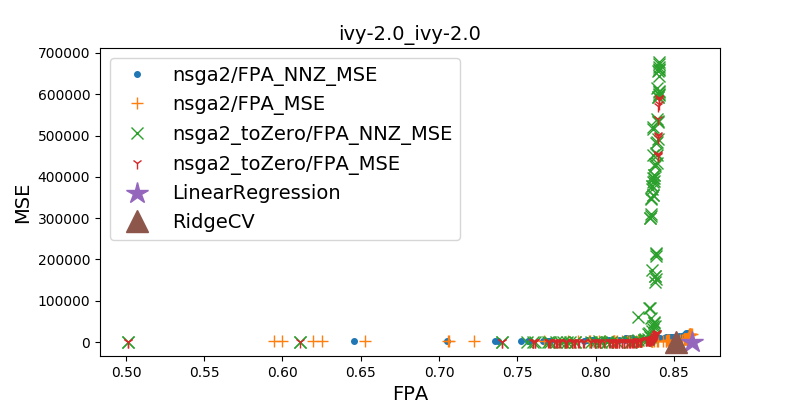 ivy-2.0_ivy-2.0
700000
600000
500000
400000
300000
200000
100000
0
MSE
nsga2/FPA_NNZ_MSE
nsga2/FPA_MSE
nsga2_toZero/FPA_NNZ_MSE
nsga2_toZero/FPA_MSE
LinearRegression
RidgeCV
0.50 0.55 0.60 0.65 0.70 0.75 0.80 0.85
FPA